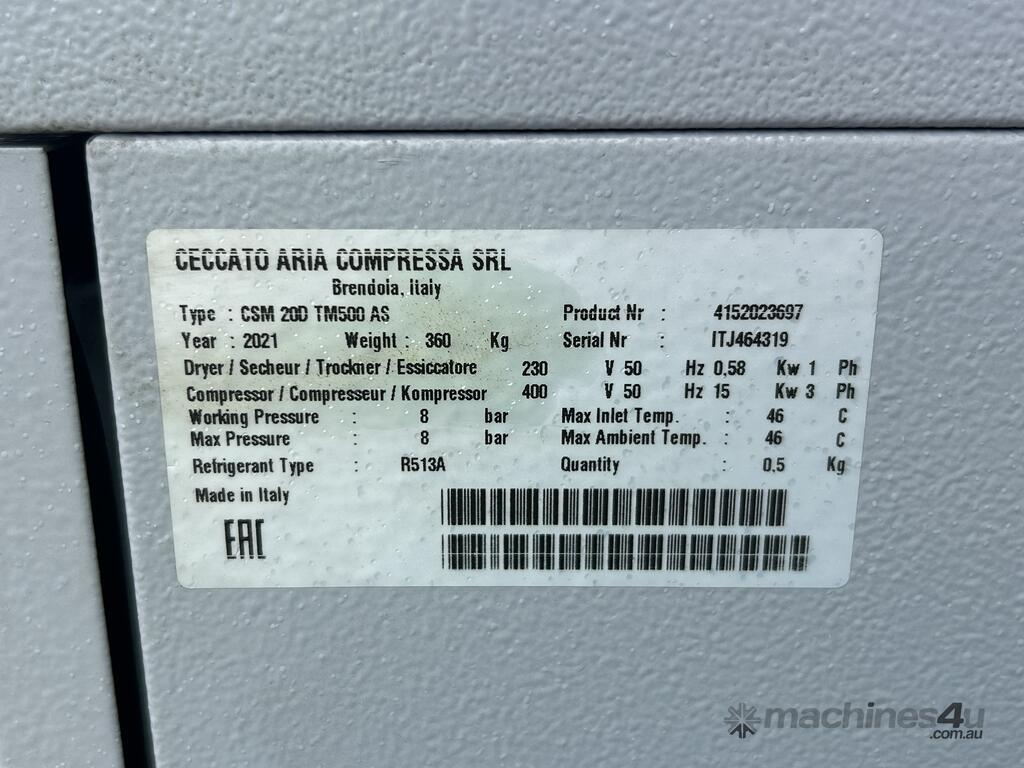 CECCATO ARIA COMPRESSA SRL
Brendola, Italy
Type : CSM 20D TM500 AS Product Nr : 4152023697
Year : 2021 Weight : 360 Kg Serial Nr : ITJ464319
Dryer / Secheur / Trockner / Essiccatore 230 V 50 Hz 0,58 Kw 1 Ph
Compressor / Compresseur / Kompressor 400 V 50 Hz 15 Kw 3 Ph
Working Pressure : 8 bar Max Inlet Temp. : 46 C
Max Pressure : 8 bar Max Ambient Temp. : 46 C
Refrigerant Type : R513A Quantity : 0,5 Kg
Made in Italy
EAC
machines4u
.com.au